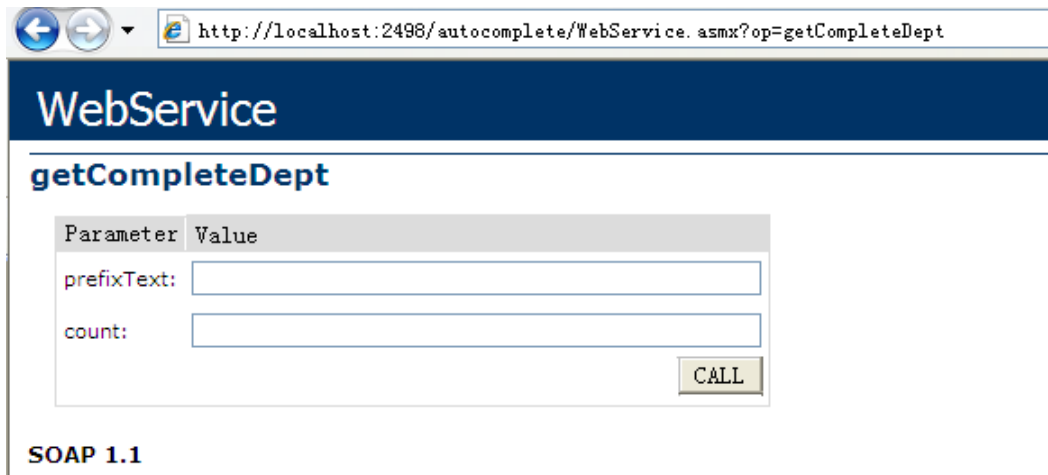 http://localhost:2498/autocomplete/WebService.asmx?op=getCompleteDept
WebService
getCompleteDept
Parameter Value
prefixText:
count:
CALL
SOAP 1.1